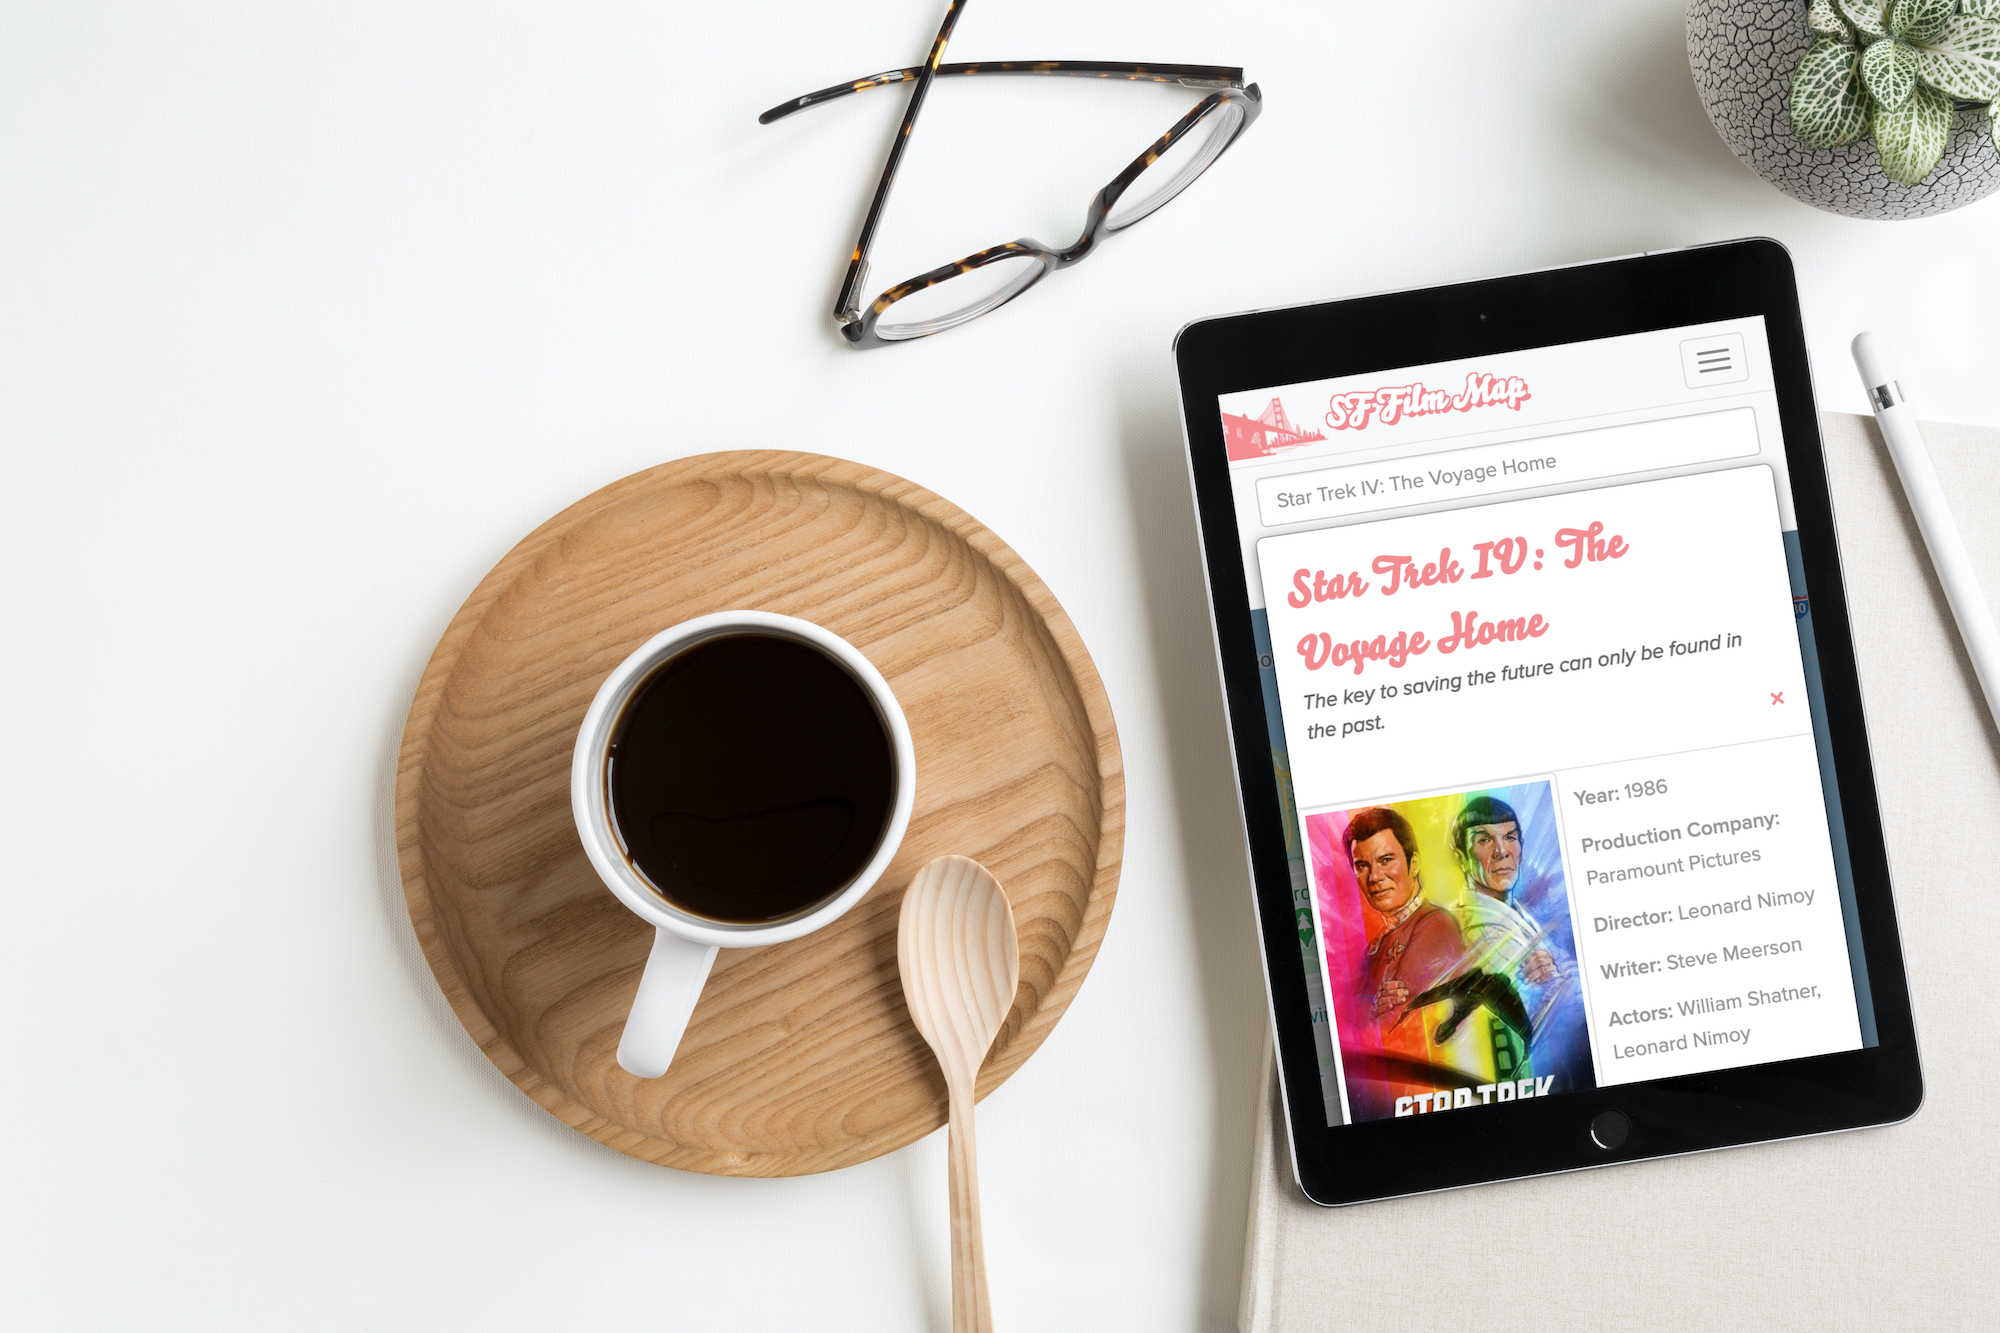 SF Film Map
Star Trek IV: The Voyage Home
Star Trek IV: The
Voyage Home
The key to saving the future can only be found in
the past.
Year: 1986
Production Company:
Paramount Pictures
Director: Leonard Nimoy
Writer: Steve Meerson
Actors: William Shatner,
Leonard Nimoy
STAR TREK